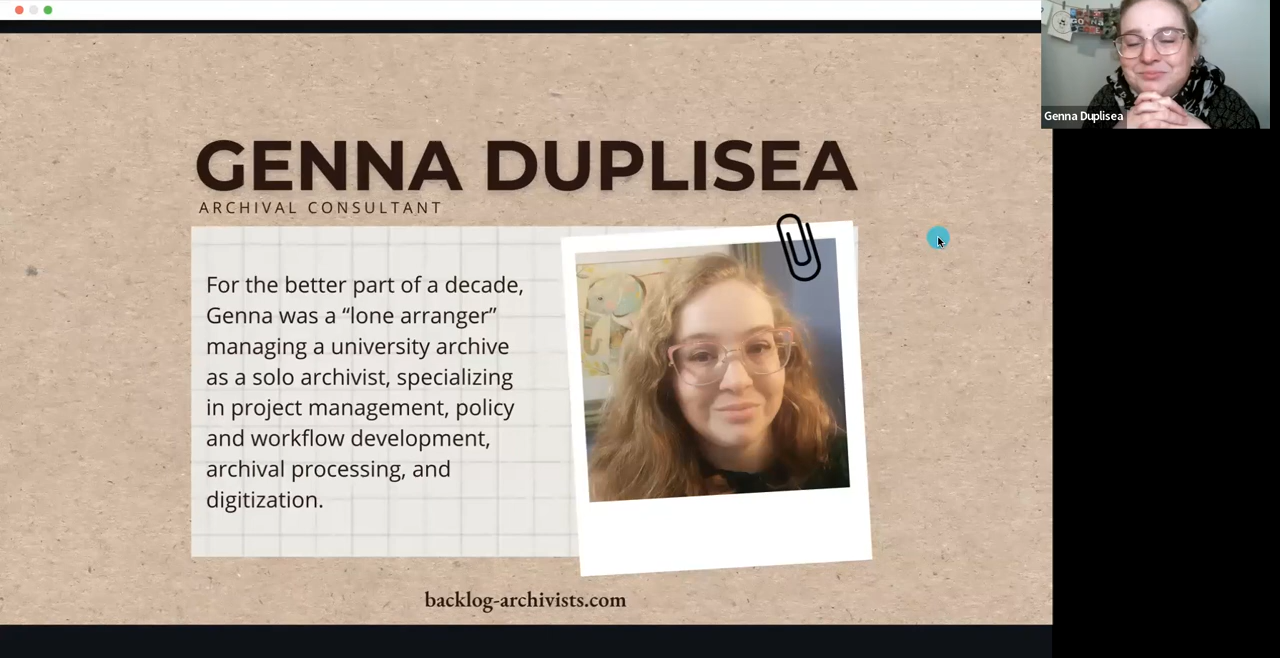 GENNA DUPLISEA
ARCHIVAL CONSULTANT
For the better part of a decade,
Genna was a “lone arranger”
managing a university archive
as a solo archivist, specializing
in project management, policy
and workflow development,
archival processing, and
digitization.
backlog-archivists.com
Genna Duplisea